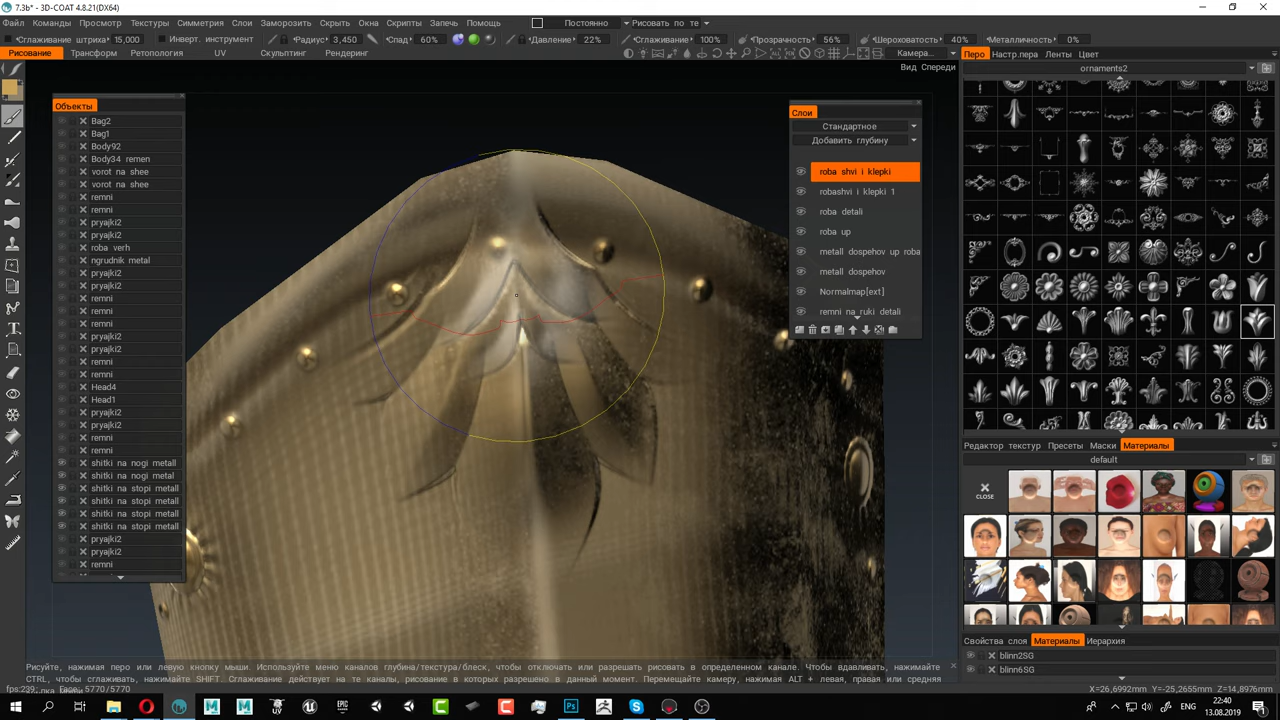 7.3b* - 3D-COAT 4.8.21(DX64)
Файл Команды Просмотр Текстуры Симметрия Слои Заморозить Скрыть Окна Скрипты Запечь Помощь Постоянно Рисовать по те
Сглаживание штриха 15,000 Инверт.инструмент Радиус: 3,450 Спад: 60% Давление: 22% Сглаживание: 100% Прозрачность: 56% Шероховатость: 40% Металличность: 0%
Рисование Трансформ Ретопология UV Скульптинг Рендеринг Камера...
Вид Спереди
Объекты
Bag2
Bag1
Body92
Body34 remen
vorot na shee
vorot na shee
remni
remni
pryajki2
pryajki2
roba verh
ngrudnik metal
pryajki2
pryajki2
remni
remni
remni
pryajki2
pryajki2
remni
remni
Head4
Head1
pryajki2
pryajki2
remni
remni
shitki na nogi metall
shitki na nogi metal
shitki na stopi metall
shitki na stopi metall
shitki na stopi metall
shitki na stopi metall
pryajki2
pryajki2
remni
Слои
Стандартное
Добавить глубину
roba shvi i klepki
robashvi i klepki 1
roba detali
roba up
metall dospehov up roba
metall dospehov
Normalmap[ext]
remni na_ruki detali
Перо Настр.пера Ленты Цвет
ornaments2
Редактор текстур Пресеты Маски Материалы
default
CLOSE
Свойства слоя Материалы Иерархия
blinn2SG
blinn6SG
Рисуйте, нажимая перо или левую кнопку мыши. Используйте меню каналов глубина/текстура/блеск, чтобы отключить или разрешать рисовать в определенном канале. Чтобы вдавливать, нажимайте
CTRL, чтобы сглаживать, нажимайте SHIFT. Сглаживание действует на те каналы, рисование в которых разрешено в данный момент. Перемещайте камеру, нажимая ALT + левая, правая или средняя
fps:239,
5770/5770
X=26,6992mm Y=-25,2655mm Z=14,8976mm
ENG 22:40
13.08.2019